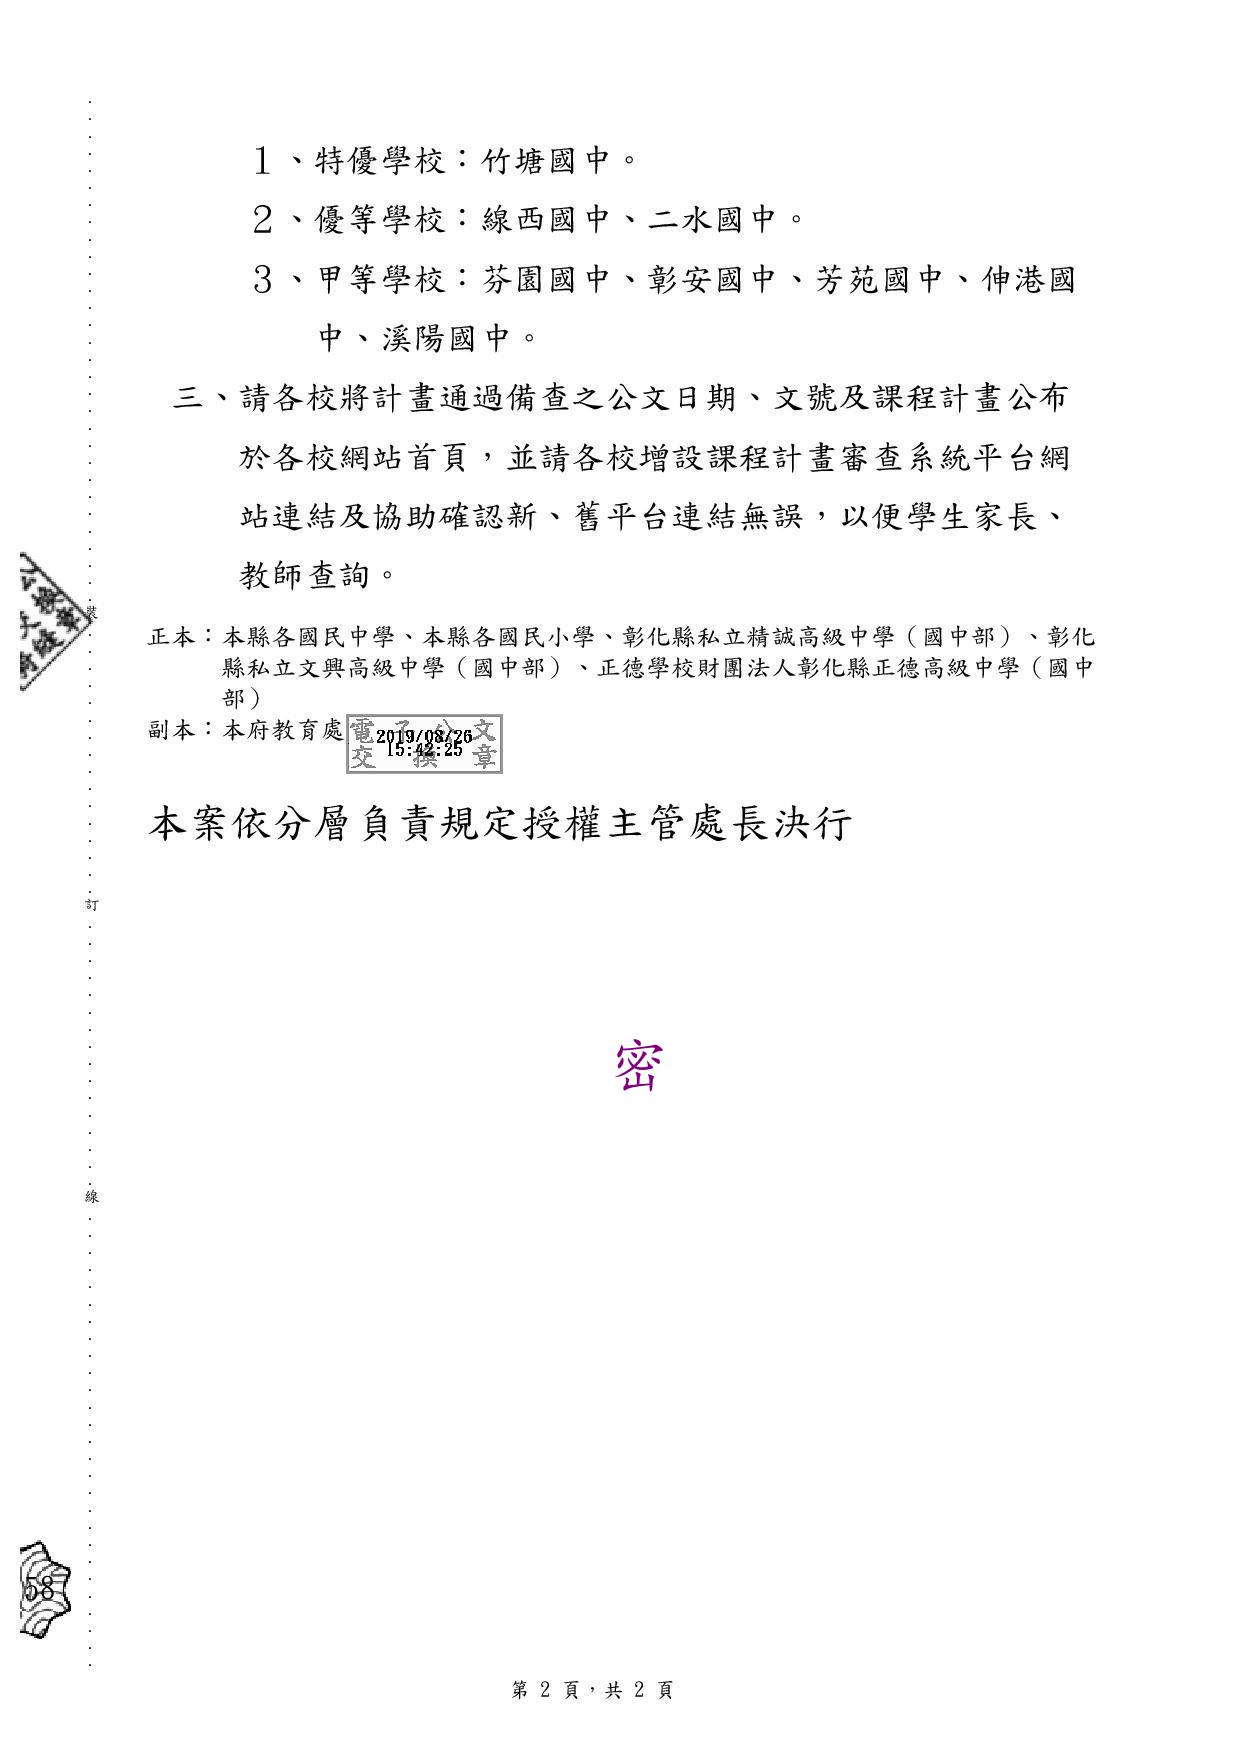 1、特優學校：竹塘國中。
2、優等學校：線西國中、二水國中。
3、甲等學校：芬園國中、彰安國中、芳苑國中、伸港國
中、溪陽國中。
三、請各校將計畫通過備查之公文日期、文號及課程計畫公布
於各校網站首頁，並請各校增設課程計畫審查系統平台網
站連結及協助確認新、舊平台連結無誤，以便學生家長、
教師查詢。
裝
正本：本縣各國民中學、本縣各國民小學、彰化縣私立精誠高級中學（國中部）、彰化
縣私立文興高級中學（國中部）、正德學校財團法人彰化縣正德高級中學（國中
部）
副本：本府教育處
電子公文
2019/08/26
15:42:25
交換章
本案依分層負責規定授權主管處長決行
訂
密
線
58
第 2 頁，共 2 頁